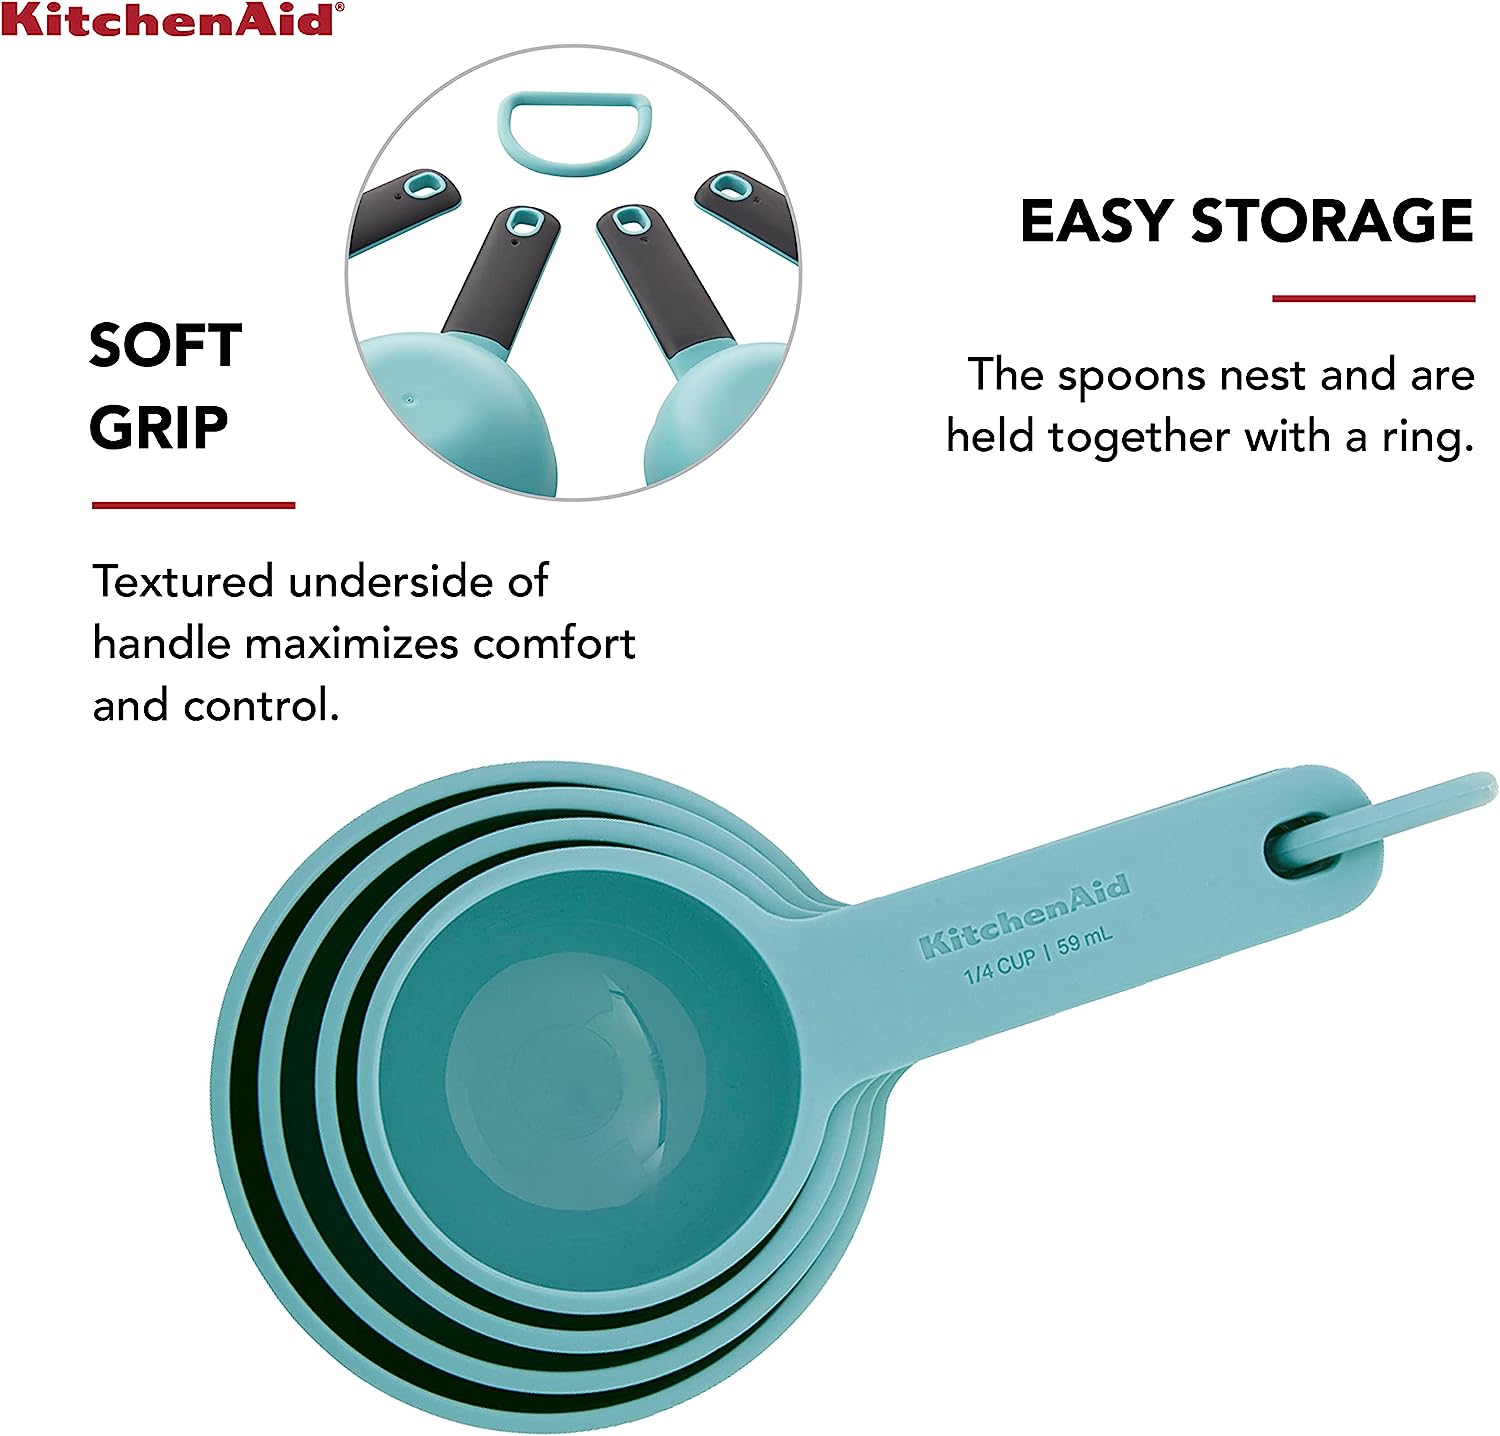 KitchenAid®
SOFT
GRIP
Textured underside of
handle maximizes comfort
and control.
EASY STORAGE
The spoons nest and are
held together with a ring.
KitchenAid
1/4 CUP | 59 mL